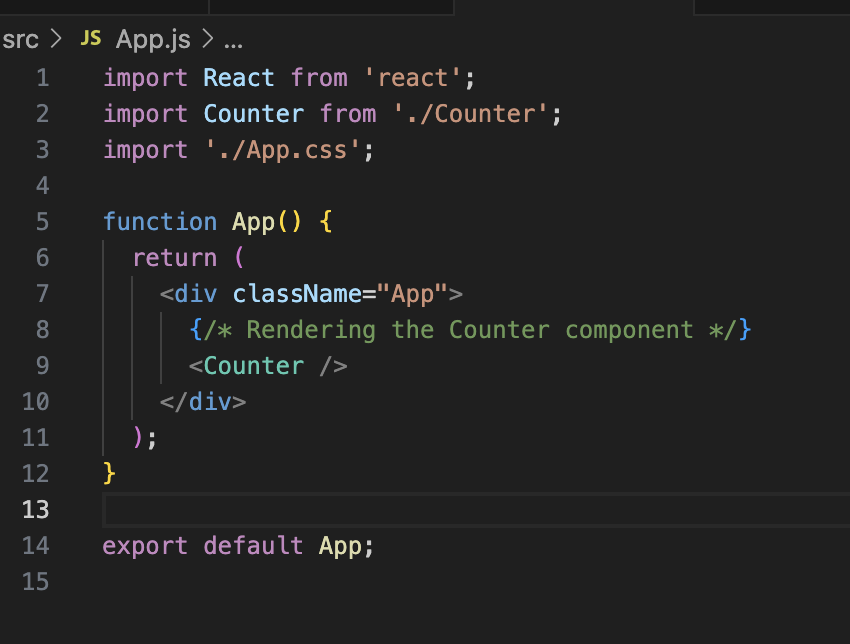 src > JS App.js > ...
1 import React from 'react';
2 import Counter from './Counter';
3 import './App.css';
4
5 function App() {
6   return (
7     <div className="App">
8       {/* Rendering the Counter component */}
9       <Counter />
10     </div>
11   );
12 }
13
14 export default App;
15